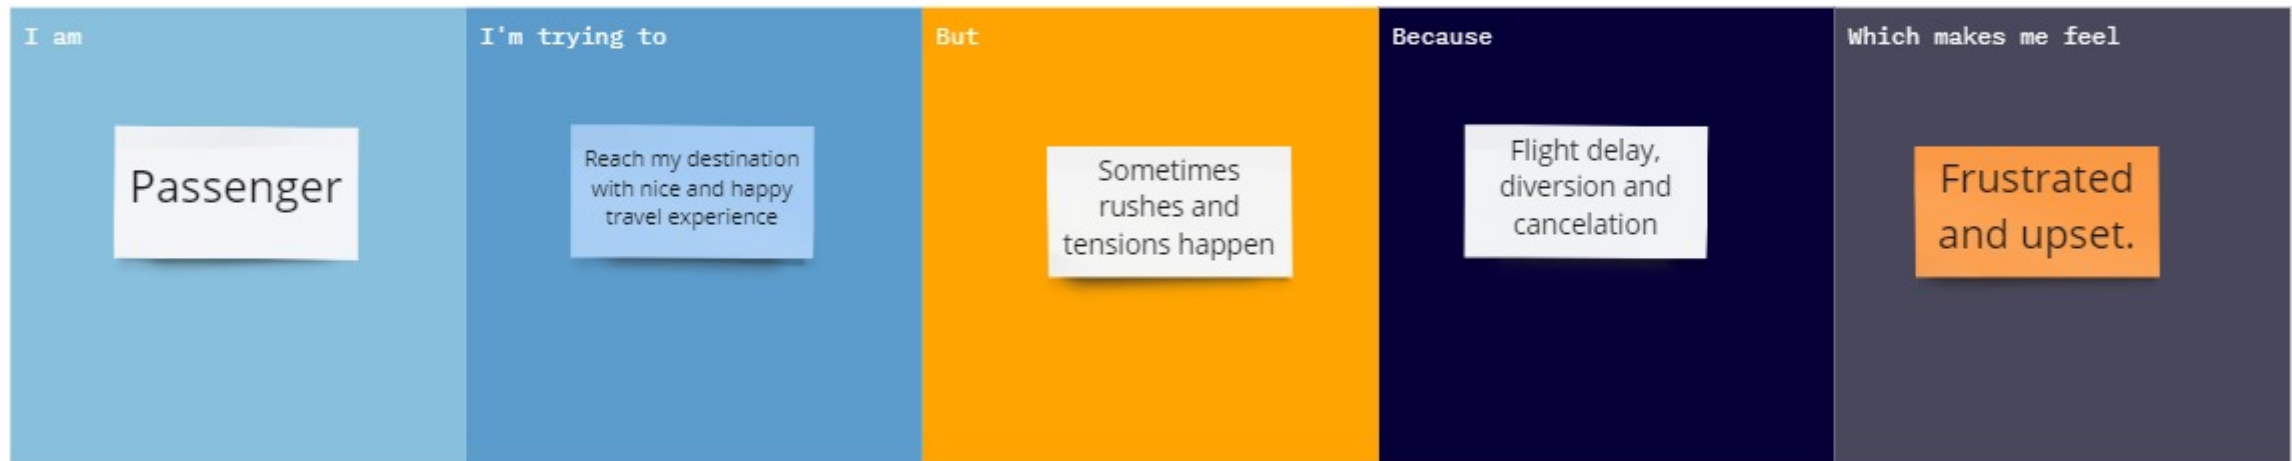 I am
Passenger
I'm trying to
Reach my destination
with nice and happy
travel experience
But
Sometimes
rushes and
tensions happen
Because
Flight delay,
diversion and
cancelation
Which makes me feel
Frustrated
and upset.